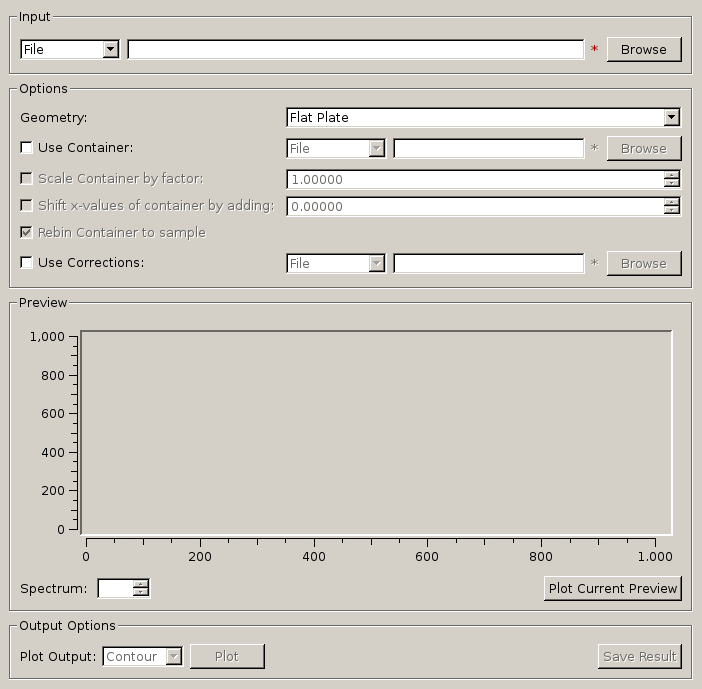 Input
File * Browse
Options
Geometry: Flat Plate
Use Container: File * Browse
Scale Container by factor: 1.00000
Shift x-values of container by adding: 0.00000
Rebin Container to sample
Use Corrections: File * Browse
Preview
1,000
800
600
400
200
0
0 200 400 600 800 1.000
Spectrum: Plot Current Preview
Output Options
Plot Output: Contour Plot Save Result